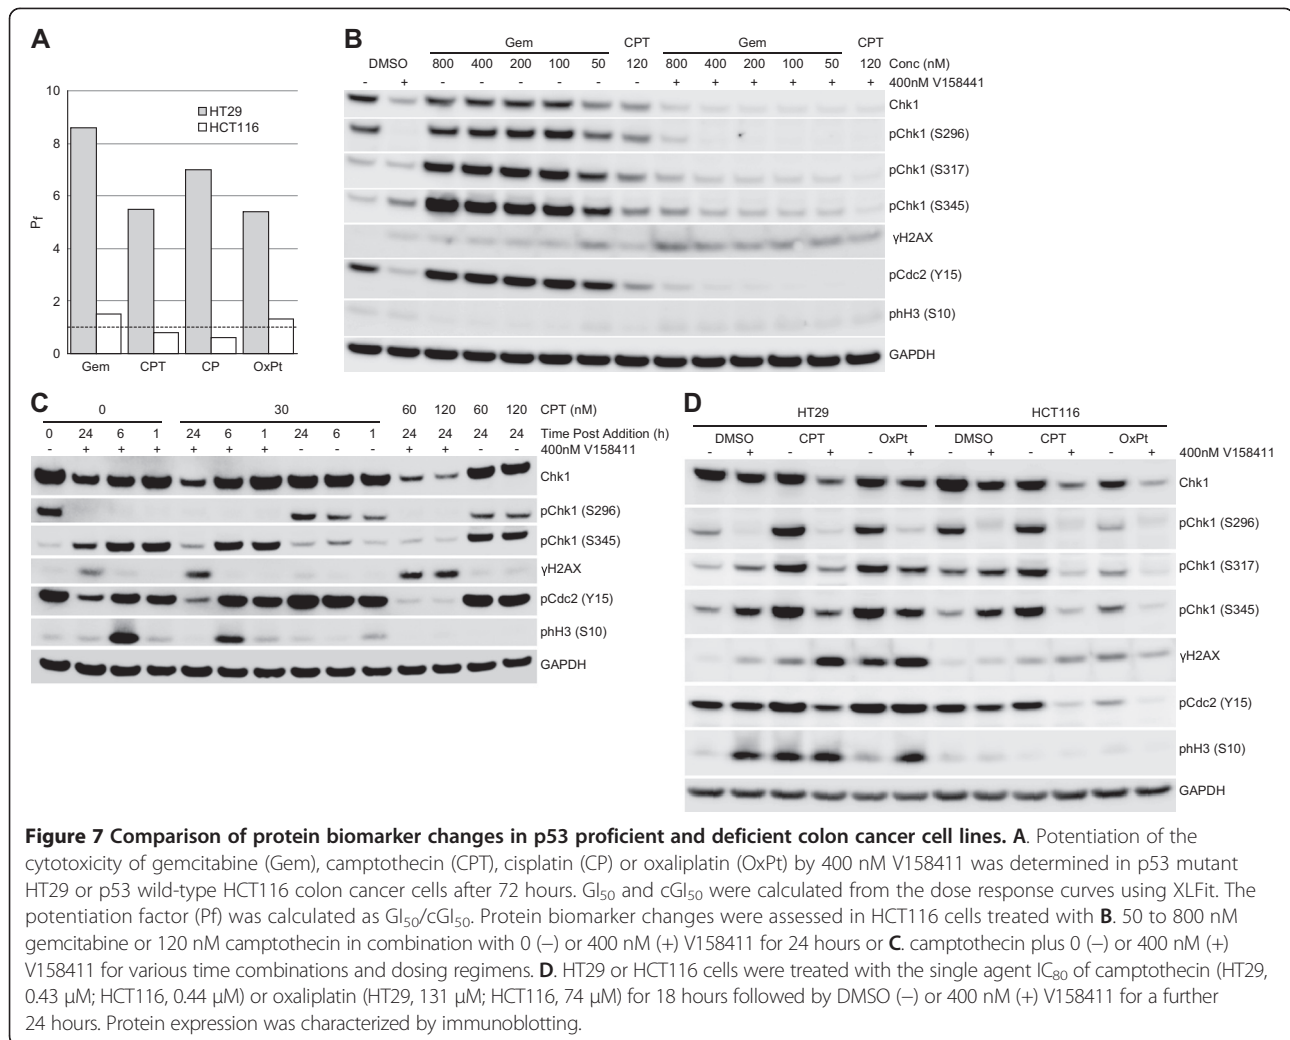 A
10
8
6
4
2
0
Pf
HT29
HCT116
Gem CPT CP OxPt
B
Gem CPT Gem CPT
DMSO 800 400 200 100 50 120 800 400 200 100 50 120 Conc (nM)
- + - - - - - - + + + + + + 400nM V158441
Chk1
pChk1 (S296)
pChk1 (S317)
pChk1 (S345)
γH2AX
pCdc2 (Y15)
phH3 (S10)
GAPDH
C
0 30 60 120 60 120 CPT (nM)
0 24 6 1 24 6 1 24 6 1 24 24 24 24 Time Post Addition (h)
- + + + + + + - - - + + - - 400nM V158411
Chk1
pChk1 (S296)
pChk1 (S345)
γH2AX
pCdc2 (Y15)
phH3 (S10)
GAPDH
D
HT29 HCT116
DMSO CPT OxPt DMSO CPT OxPt
- + - + - + - + - + - + 400nM V158411
Chk1
pChk1 (S296)
pChk1 (S317)
pChk1 (S345)
γH2AX
pCdc2 (Y15)
phH3 (S10)
GAPDH
Figure 7 Comparison of protein biomarker changes in p53 proficient and deficient colon cancer cell lines. A. Potentiation of the
cytotoxicity of gemcitabine (Gem), camptothecin (CPT), cisplatin (CP) or oxaliplatin (OxPt) by 400 nM V158411 was determined in p53 mutant
HT29 or p53 wild-type HCT116 colon cancer cells after 72 hours. GI50 and cGI50 were calculated from the dose response curves using XLFit. The
potentiation factor (Pf) was calculated as GI50/cGI50. Protein biomarker changes were assessed in HCT116 cells treated with B. 50 to 800 nM
gemcitabine or 120 nM camptothecin in combination with 0 (−) or 400 nM (+) V158411 for 24 hours or C. camptothecin plus 0 (−) or 400 nM (+)
V158411 for various time combinations and dosing regimens. D. HT29 or HCT116 cells were treated with the single agent IC80 of camptothecin (HT29,
0.43 μM; HCT116, 0.44 μM) or oxaliplatin (HT29, 131 μM; HCT116, 74 μM) for 18 hours followed by DMSO (−) or 400 nM (+) V158411 for a further
24 hours. Protein expression was characterized by immunoblotting.